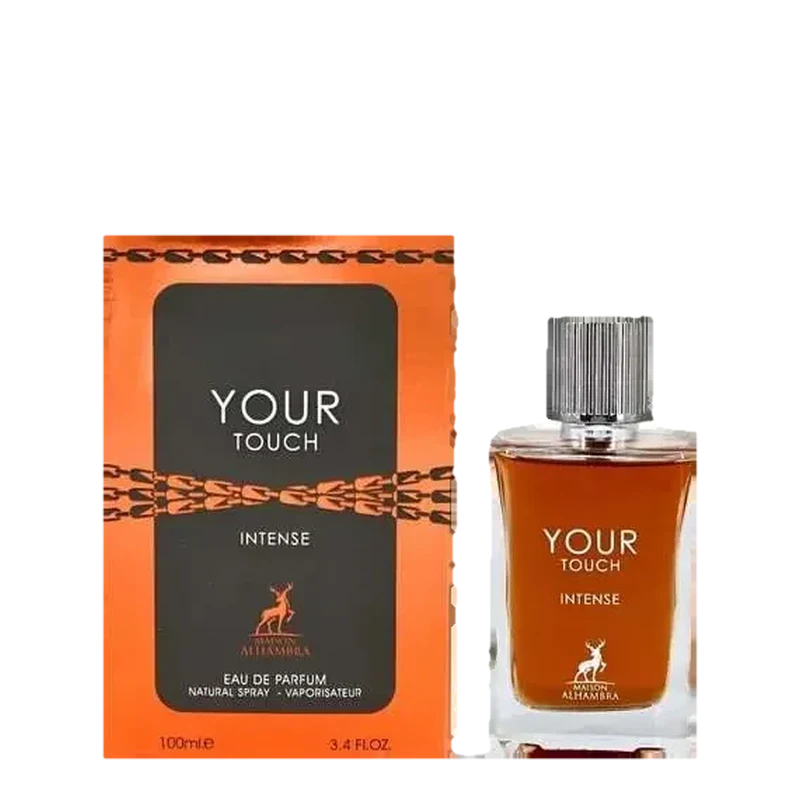 YOUR
TOUCH
INTENSE
MAISON
ALHAMBRA
EAU DE PARFUM
NATURAL SPRAY - VAPORISATEUR
100ml.e
3.4 FL.OZ.
YOUR
TOUCH
INTENSE
MAISON
ALHAMBRA